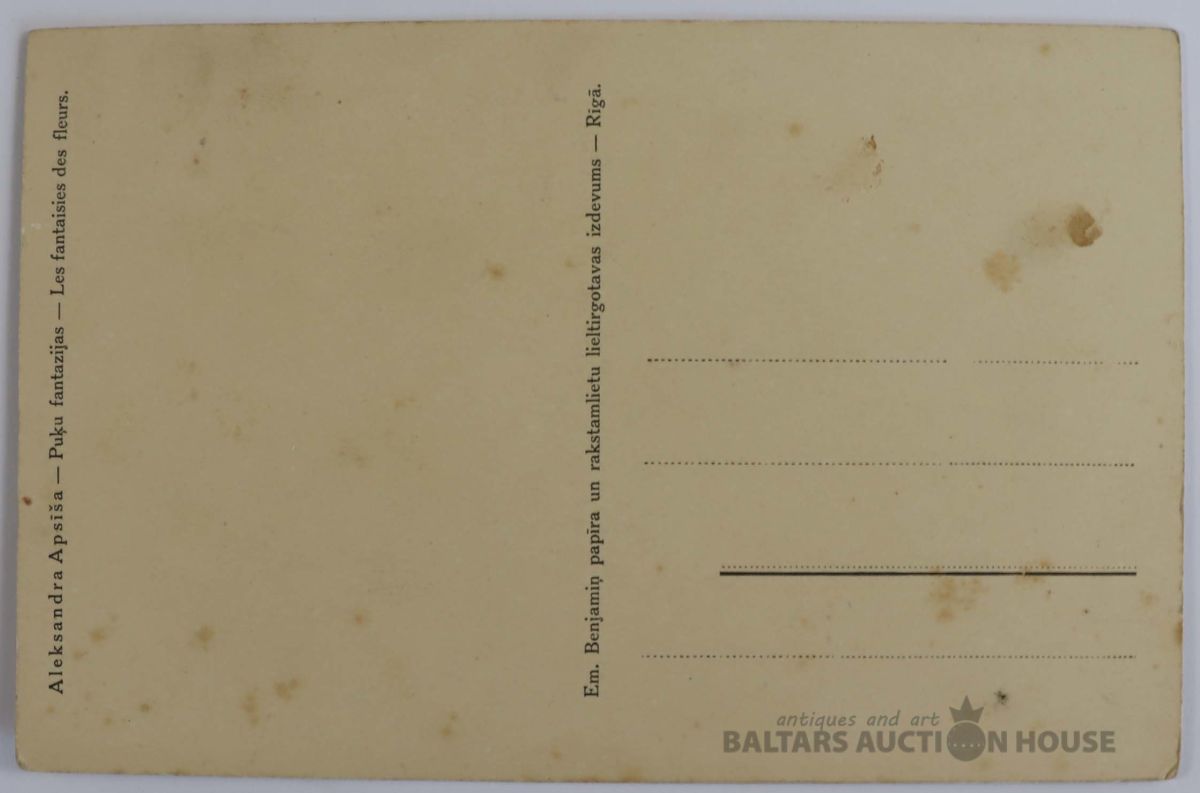 Aleksandra Apsīša — Puķu fantazijas — Les fantaisies des fleurs.
Em. Benjamiņ papīra un rakstamlietu lieltirgotavas izdevums — Rīgā.
antiques and art
BALTARS AUCTION HOUSE